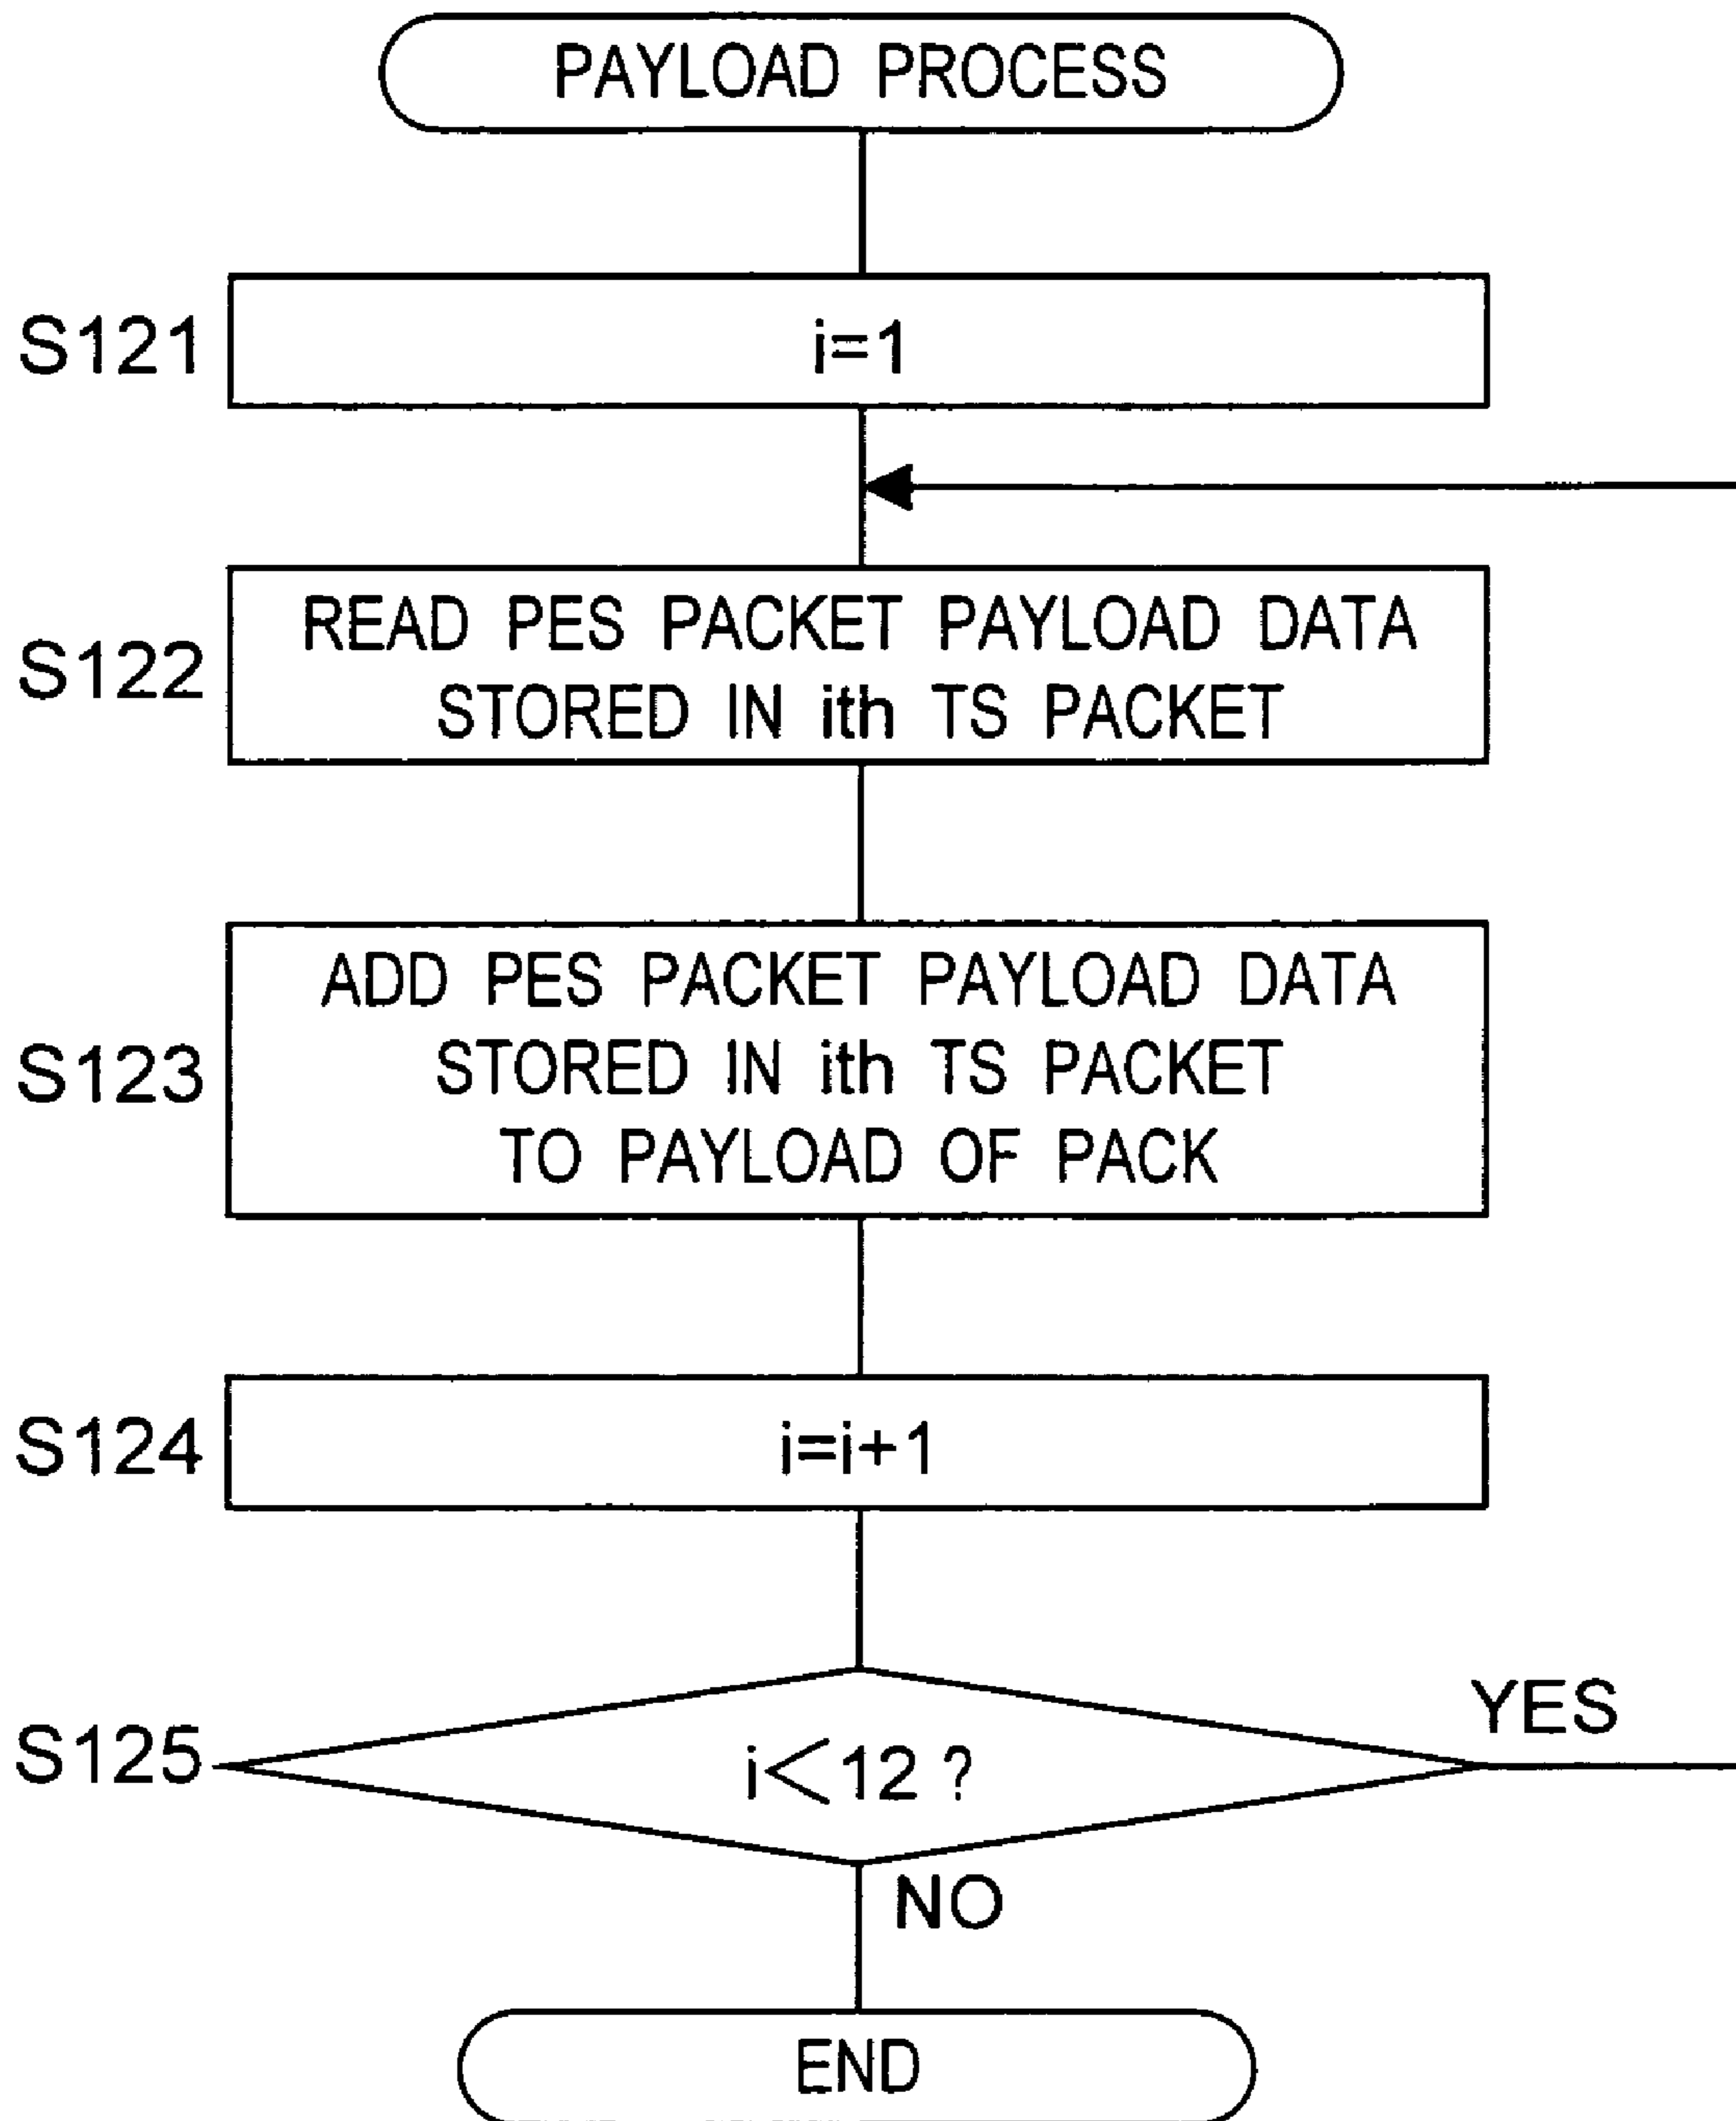 PAYLOAD PROCESS
S121
i=1
S122
READ PES PACKET PAYLOAD DATA
STORED IN ith TS PACKET
S123
ADD PES PACKET PAYLOAD DATA
STORED IN ith TS PACKET
TO PAYLOAD OF PACK
S124
i=i+1
S125
i<12 ?
YES
NO
END